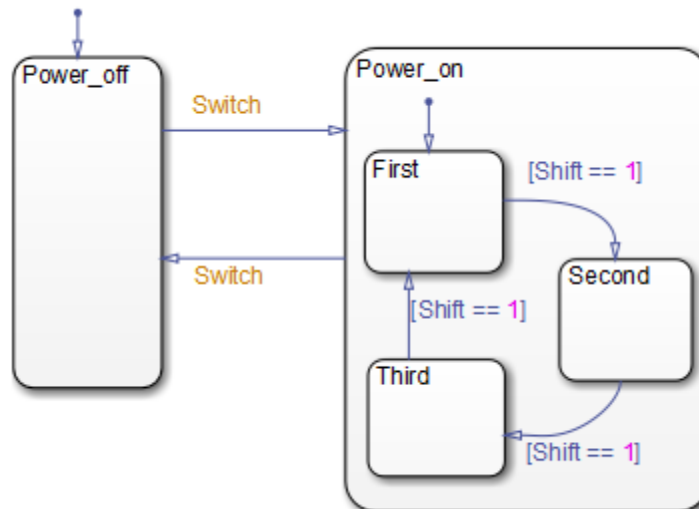 Power_off
Power_on
Switch
First
[Shift == 1]
Switch
Second
[Shift == 1]
Third
[Shift == 1]